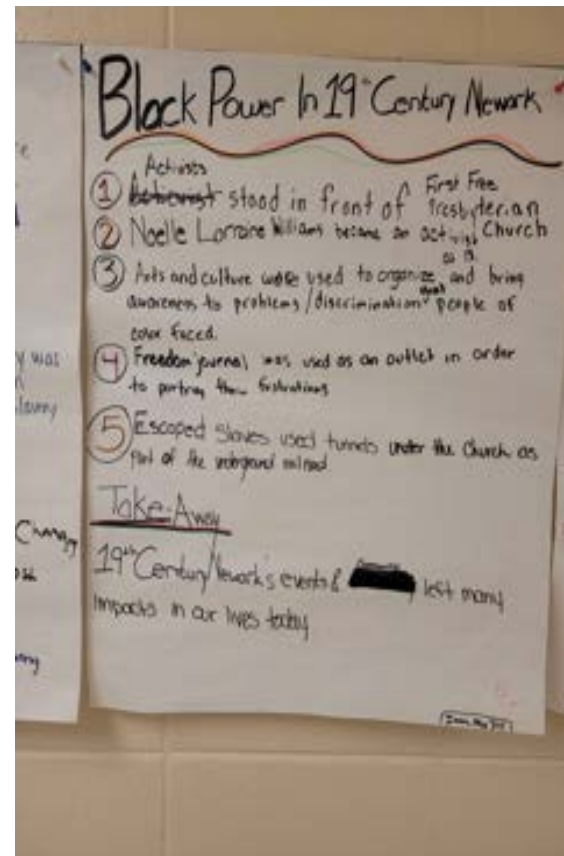 Black Power In 19th Century Newark
Activists
① stood in front of First Free Presbyterian Church
② Noelle Lorraine Williams became an activist
③ Arts and culture were used to organize and bring
awareness to problems/discrimination that people of
color faced.
④ Freedom journal was used as an outlet in order
to portray their frustrations
⑤ Escaped Slaves used tunnels under the Church as
part of the underground railroad
Take-Away
19th Century Newark's events & left many
impacts in our lives today
y was